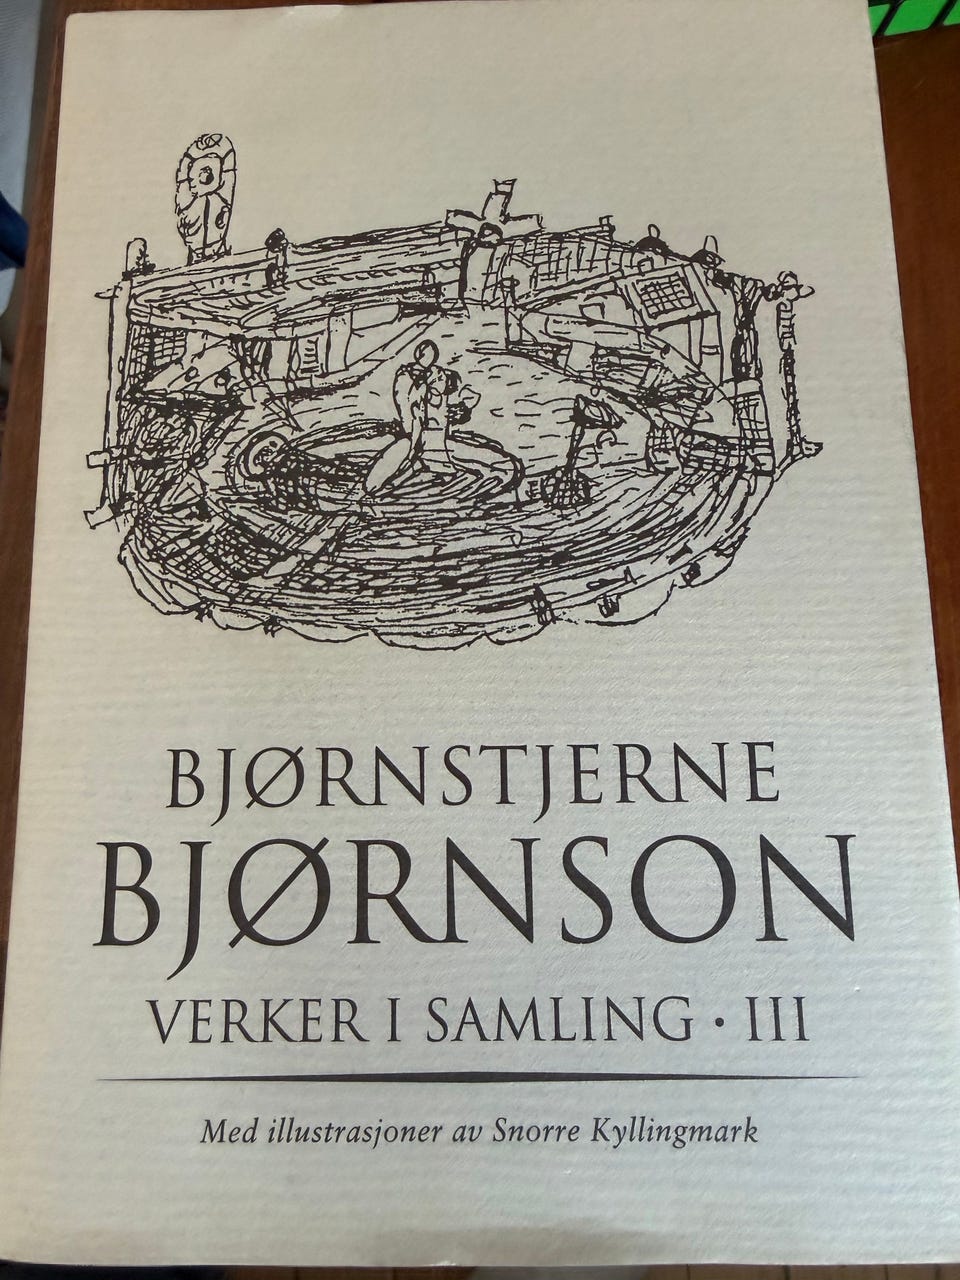 BJØRNSTJERNE
BJØRNSON
VERKER I SAMLING · III
Med illustrasjoner av Snorre Kyllingmark